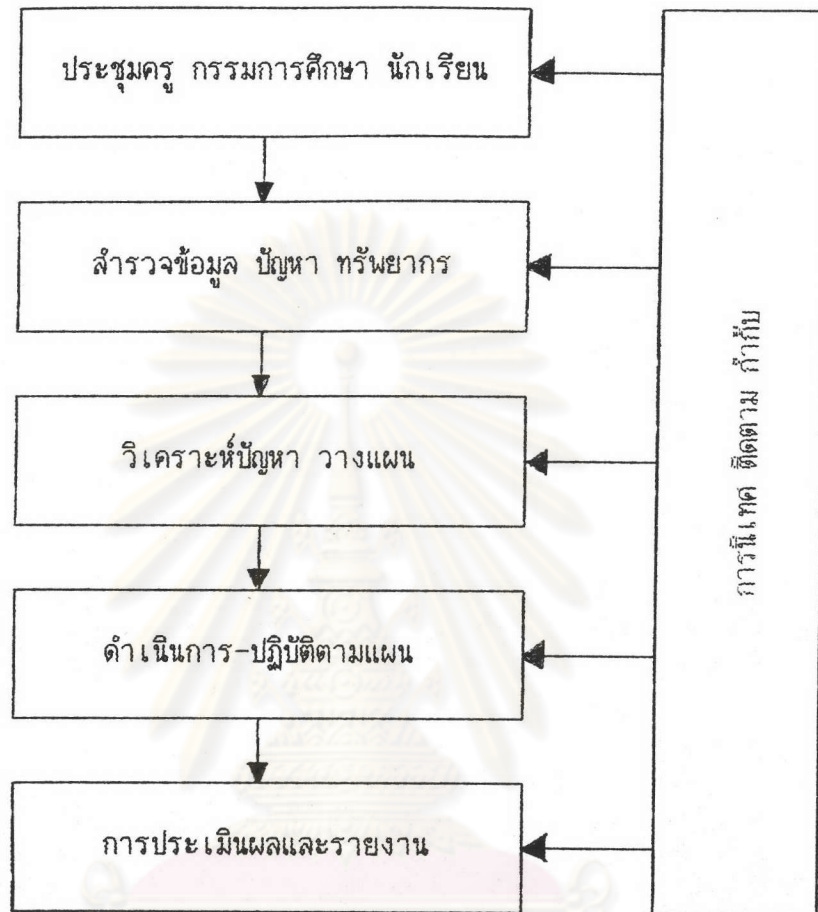 ประชุมครู กรรมการศึกษา นักเรียน
สำรวจข้อมูล ปัญหา ทรัพยากร
วิเคราะห์ปัญหา วางแผน
ดำเนินการ-ปฏิบัติตามแผน
การประเมินผลและรายงาน
การนิเทศ ติดตาม กำกับ